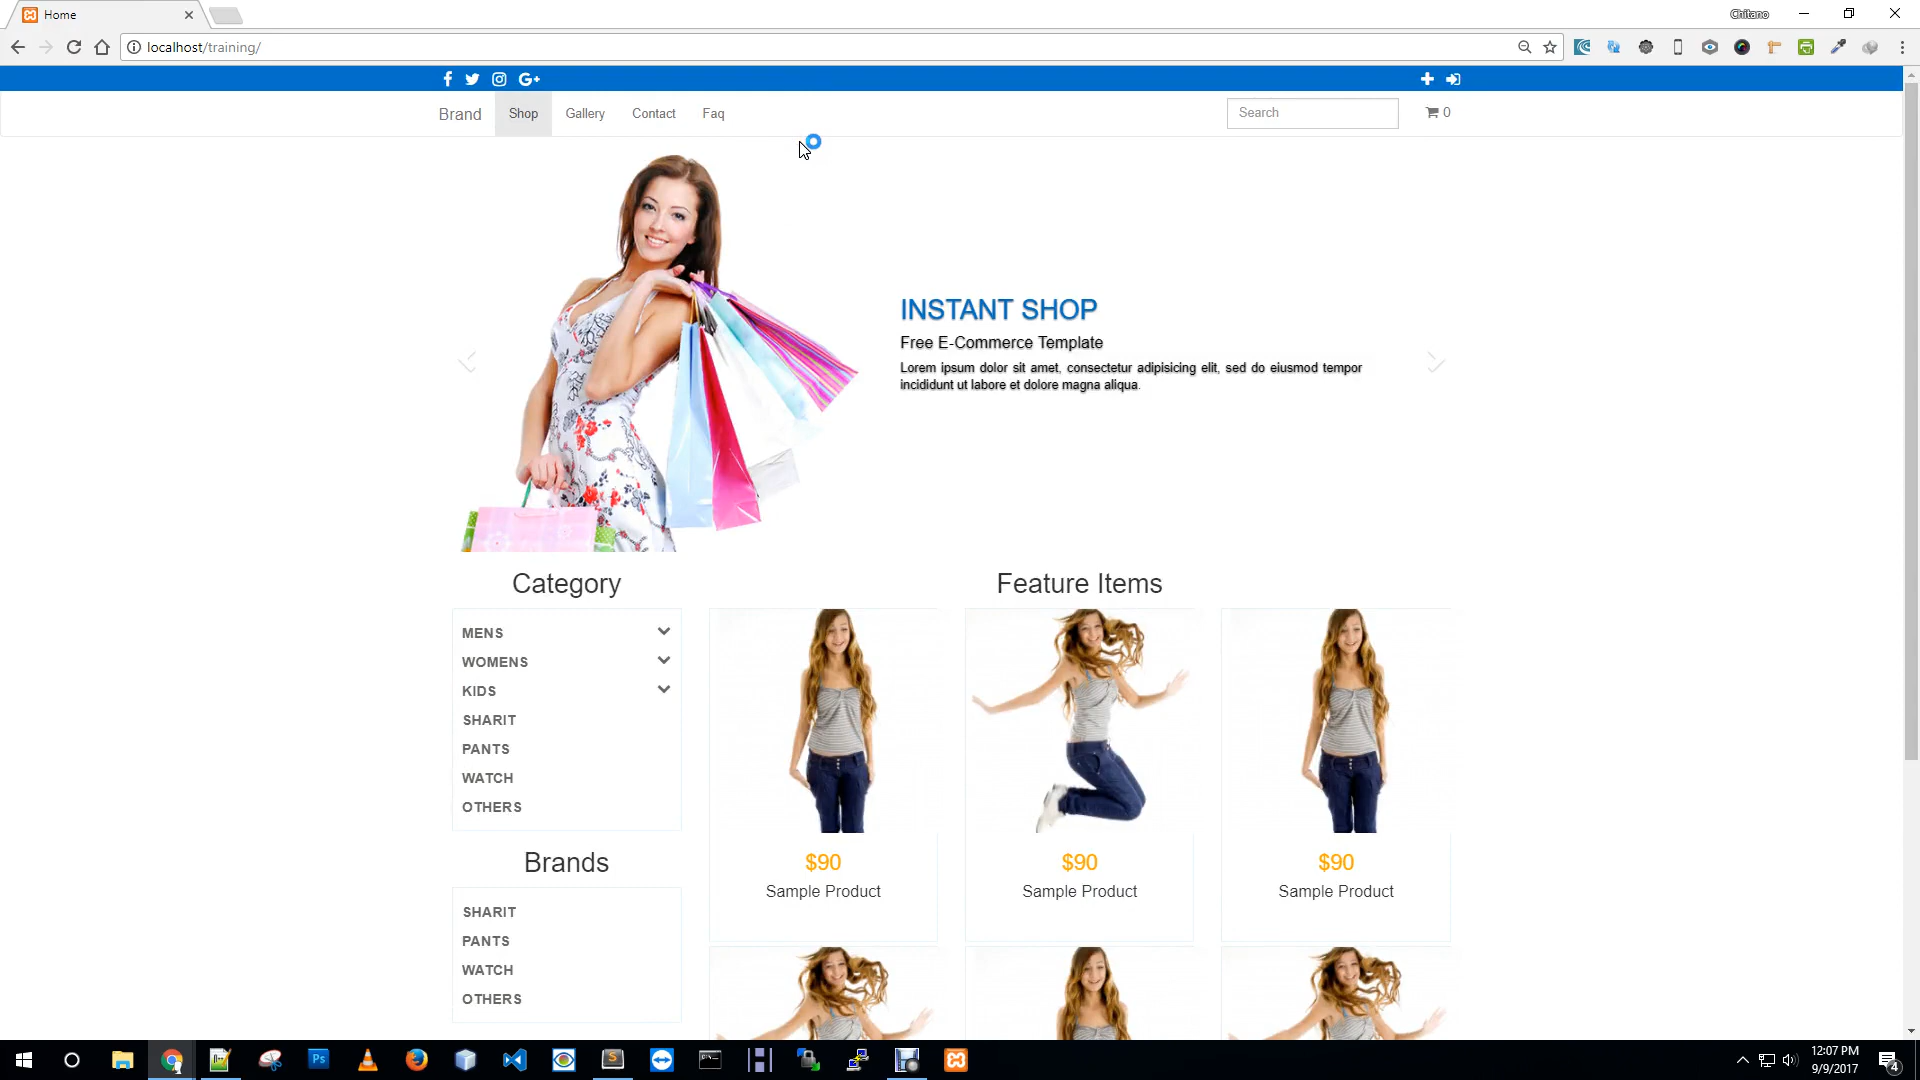 Home
Chitano
localhost/training/
Brand Shop Gallery Contact Faq Search 0
INSTANT SHOP
Free E-Commerce Template
Lorem ipsum dolor sit amet, consectetur adipisicing elit, sed do eiusmod tempor
incididunt ut labore et dolore magna aliqua.
Category
MENS
WOMENS
KIDS
SHARIT
PANTS
WATCH
OTHERS
Brands
SHARIT
PANTS
WATCH
OTHERS
Feature Items
$90 $90 $90
Sample Product Sample Product Sample Product
12:07 PM
9/9/2017
4